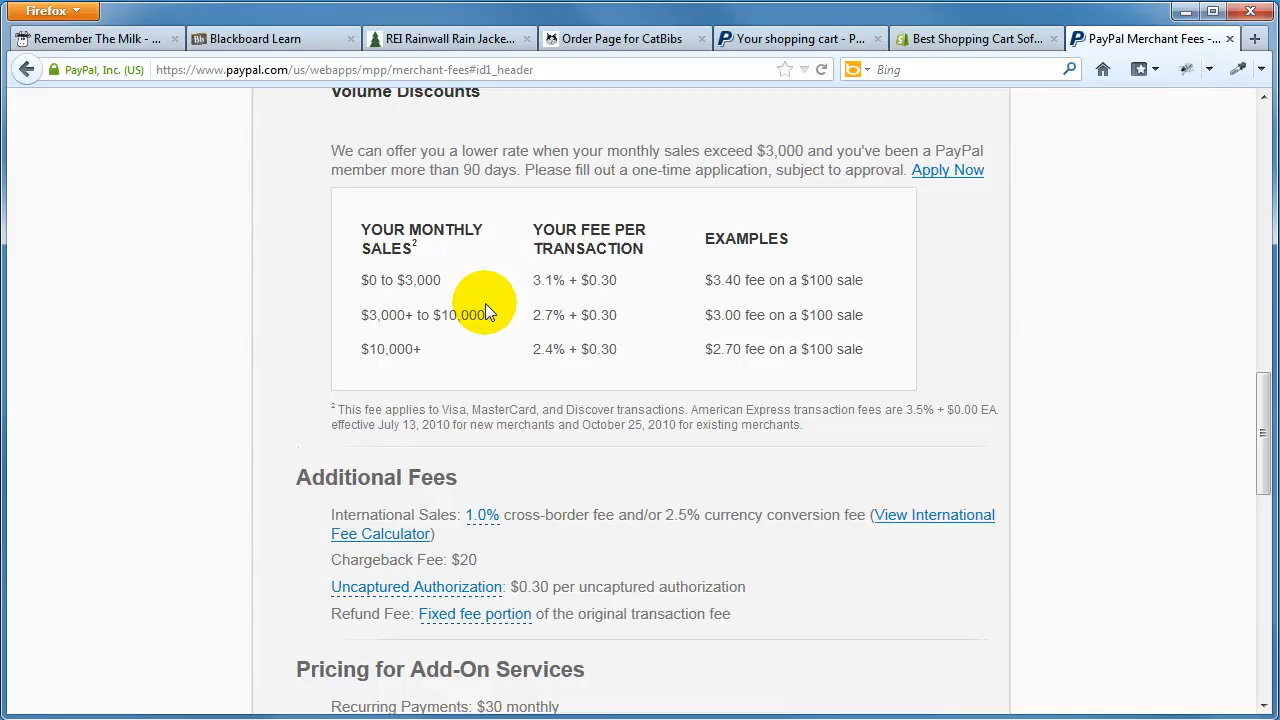 Firefox
Remember The Milk - ...
Blackboard Learn
REI Rainwall Rain Jacke...
Order Page for CatBibs
Your shopping cart - P...
Best Shopping Cart Sof...
PayPal Merchant Fees -...
PayPal, Inc. (US)
https://www.paypal.com/us/webapps/mpp/merchant-fees#id1_header
Bing
Volume Discounts
We can offer you a lower rate when your monthly sales exceed $3,000 and you've been a PayPal
member more than 90 days. Please fill out a one-time application, subject to approval. Apply Now
YOUR MONTHLY SALES2
YOUR FEE PER TRANSACTION
EXAMPLES
$0 to $3,000 3.1% + $0.30 $3.40 fee on a $100 sale
$3,000+ to $10,000 2.7% + $0.30 $3.00 fee on a $100 sale
$10,000+ 2.4% + $0.30 $2.70 fee on a $100 sale
2 This fee applies to Visa, MasterCard, and Discover transactions. American Express transaction fees are 3.5% + $0.00 EA.
effective July 13, 2010 for new merchants and October 25, 2010 for existing merchants.
Additional Fees
International Sales: 1.0% cross-border fee and/or 2.5% currency conversion fee (View International
Fee Calculator)
Chargeback Fee: $20
Uncaptured Authorization: $0.30 per uncaptured authorization
Refund Fee: Fixed fee portion of the original transaction fee
Pricing for Add-On Services
Recurring Payments: $30 monthly